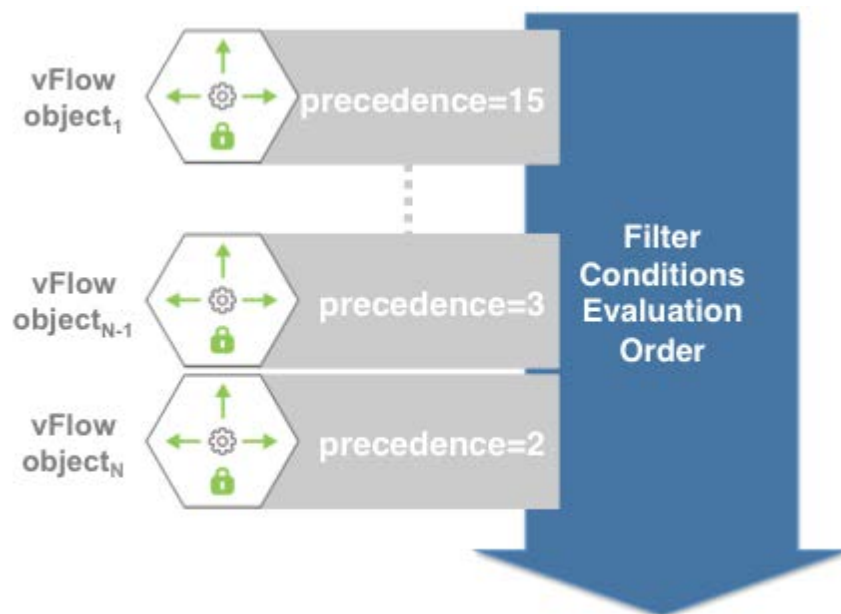 vFlow
object1
precedence=15
vFlow
objectN-1
precedence=3
vFlow
objectN
precedence=2
Filter
Conditions
Evaluation
Order